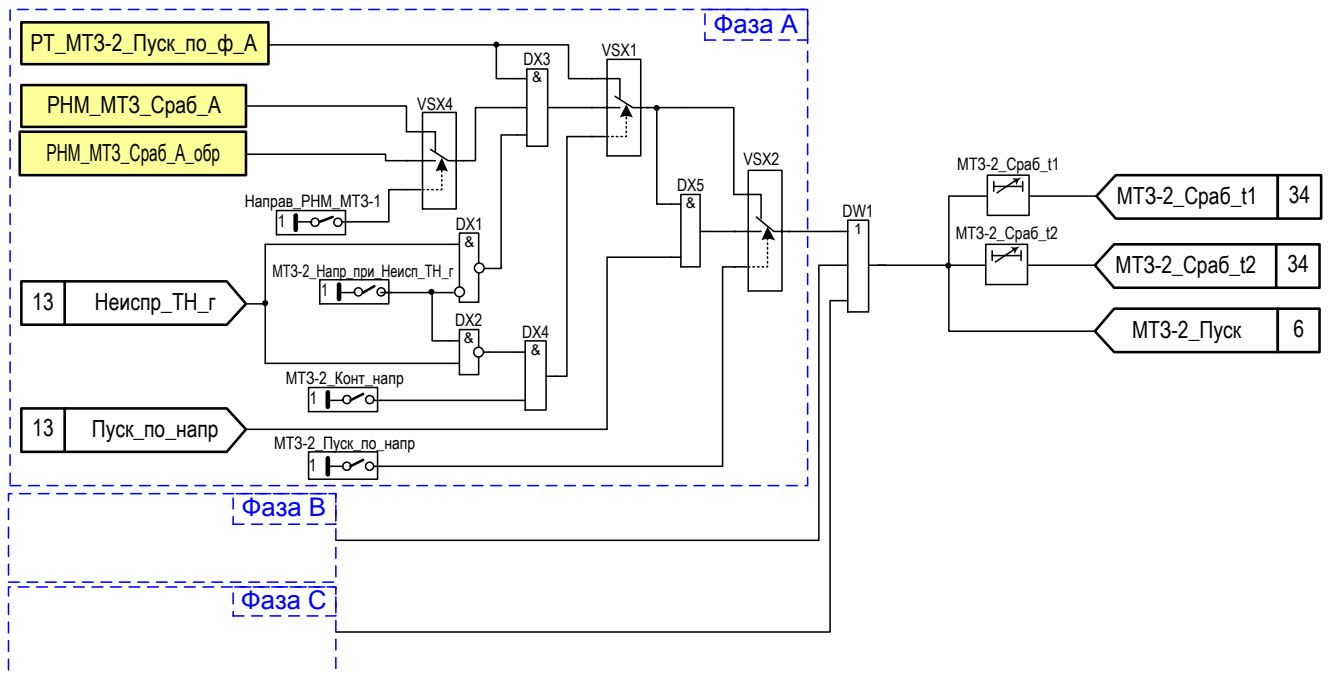 Фаза А
РТ_МТЗ-2_Пуск_по_ф_А
VSX1
DX3
&
РНМ_МТЗ_Сраб_А
VSX4
РНМ_МТЗ_Сраб_А_обр
VSX2
МТЗ-2_Сраб_t1
МТЗ-2_Сраб_t1 34
DX5
&
Направ_РНМ_МТЗ-1
1
DX1
&
DW1
1
МТЗ-2_Сраб_t2
МТЗ-2_Сраб_t2 34
МТЗ-2_Напр_при_Неисп_ТН_г
1
13 Неиспр_ТН_г
DX2
&
DX4
&
МТЗ-2_Пуск 6
МТЗ-2_Конт_напр
1
13 Пуск_по_напр
МТЗ-2_Пуск_по_напр
1
Фаза В
Фаза С